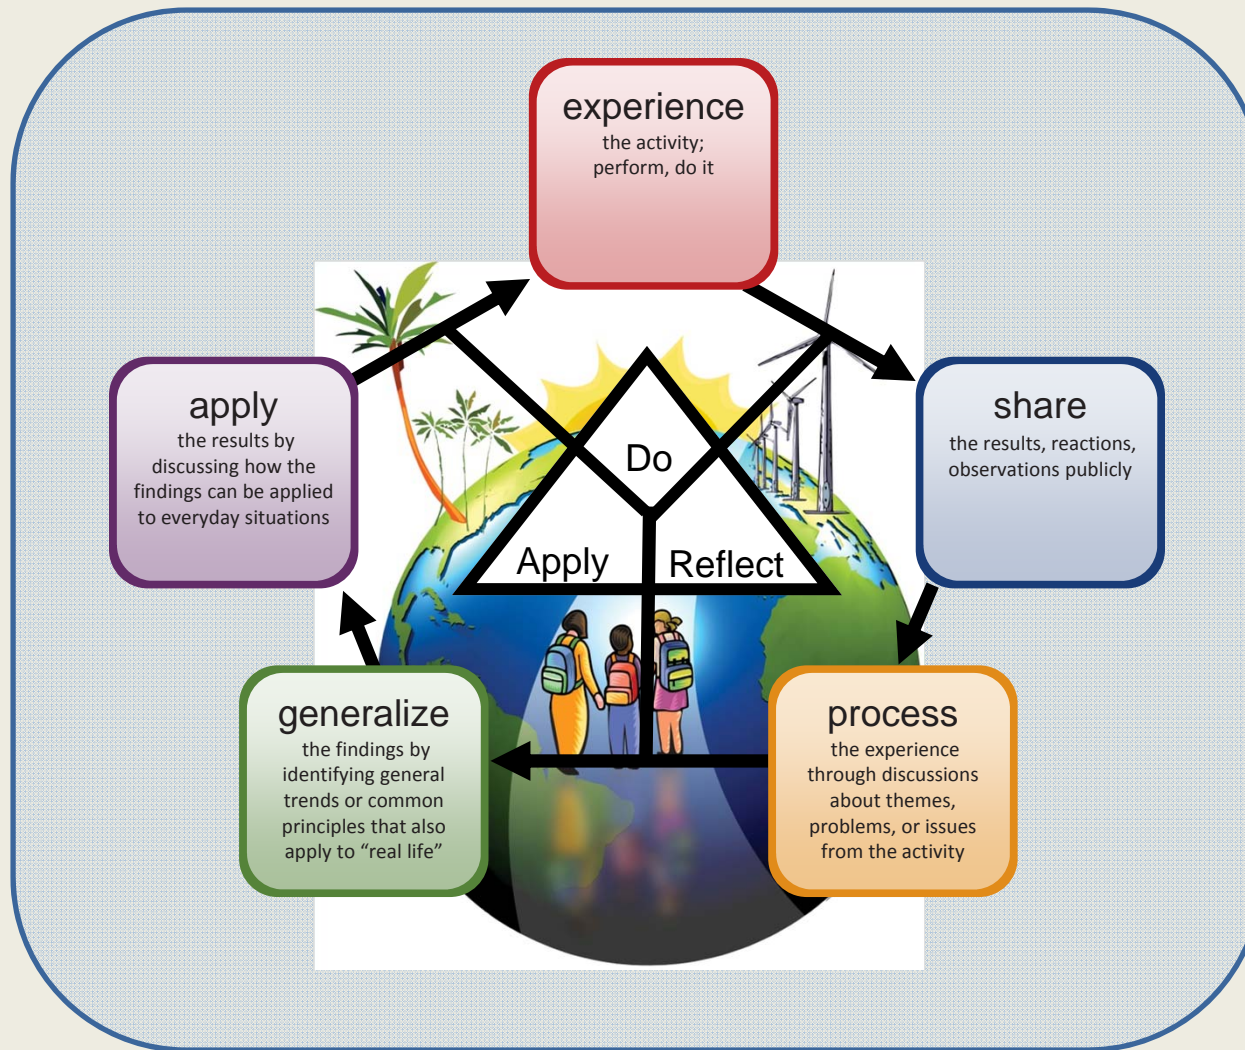 experience
the activity;
perform, do it
share
the results, reactions,
observations publicly
process
the experience
through discussions
about themes,
problems, or issues
from the activity
generalize
the findings by
identifying general
trends or common
principles that also
apply to “real life”
apply
the results by
discussing how the
findings can be applied
to everyday situations
Do
Reflect
Apply